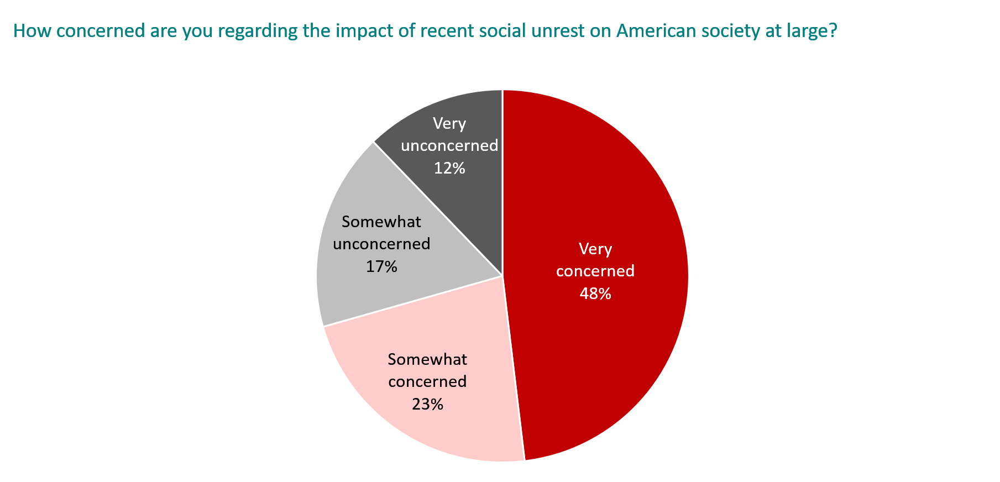 How concerned are you regarding the impact of recent social unrest on American society at large?
Very
unconcerned
12%
Somewhat
unconcerned
17%
Very
concerned
48%
Somewhat
concerned
23%